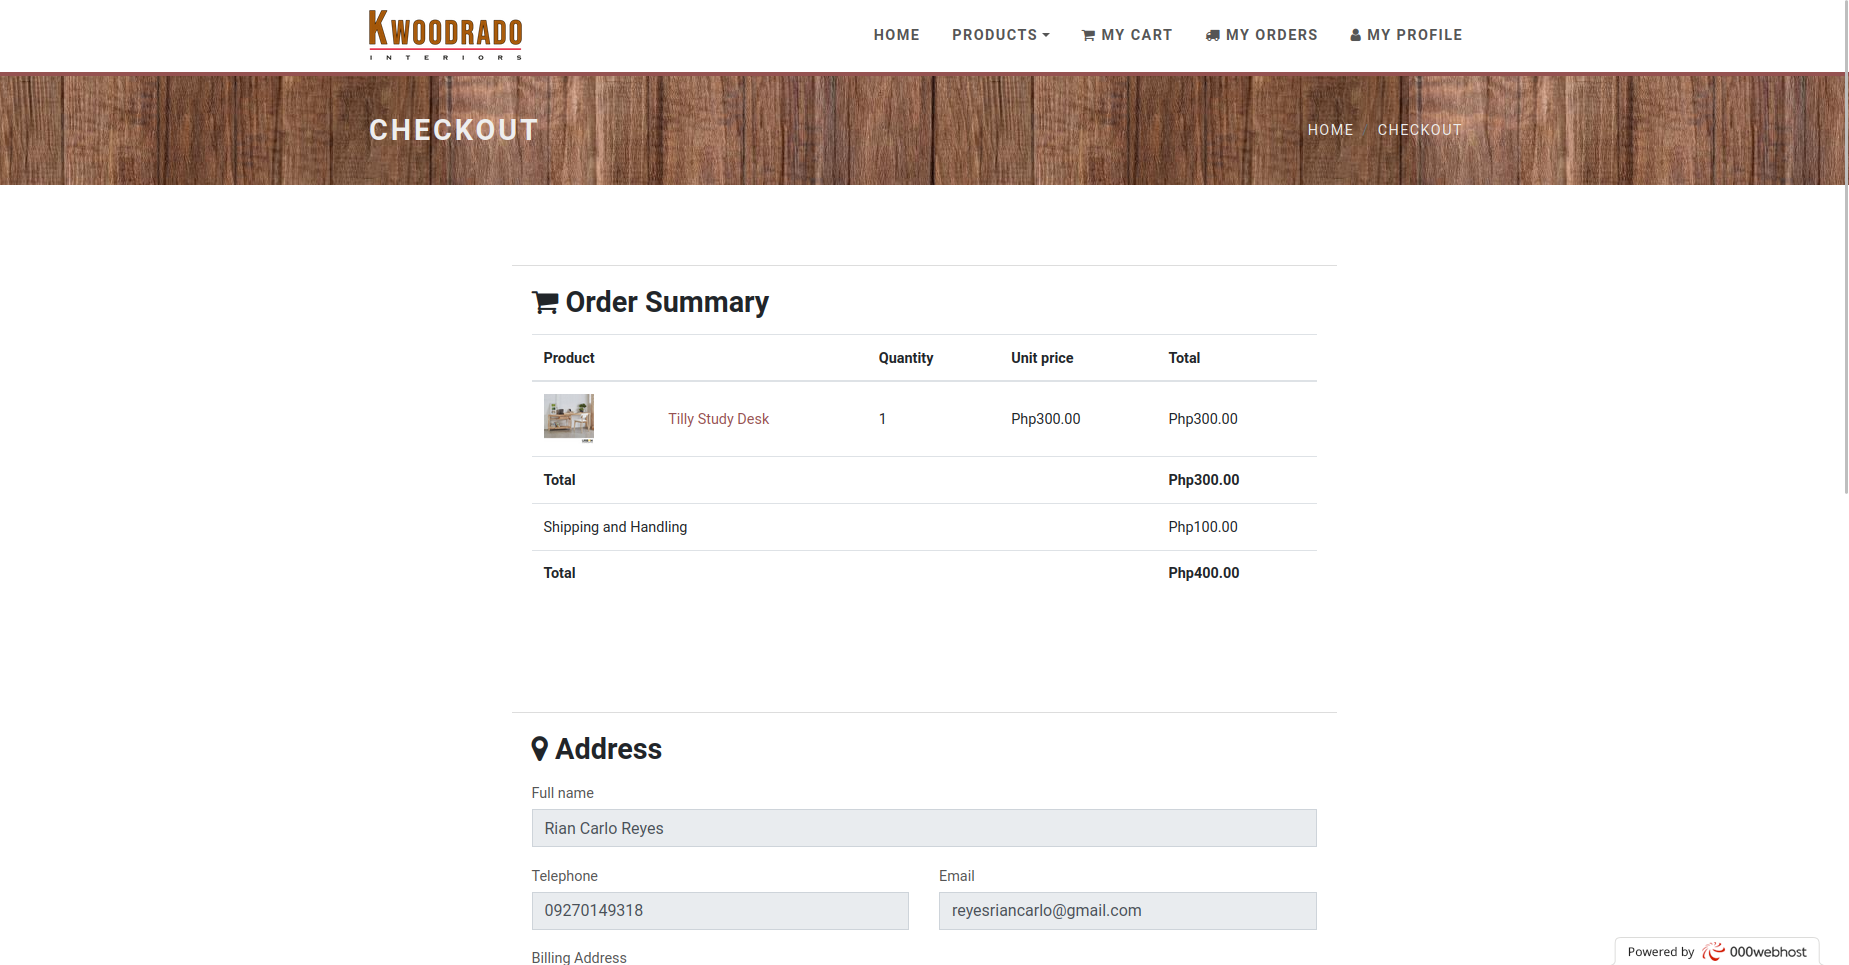 KWOODRADO
INTERIORS
HOME PRODUCTS MY CART MY ORDERS MY PROFILE
CHECKOUT
HOME CHECKOUT
Order Summary
Product Quantity Unit price Total
Tilly Study Desk 1 Php300.00 Php300.00
Total Php300.00
Shipping and Handling Php100.00
Total Php400.00
Address
Full name
Rian Carlo Reyes
Telephone Email
09270149318 reyesriancarlo@gmail.com
Billing Address
Powered by 000webhost